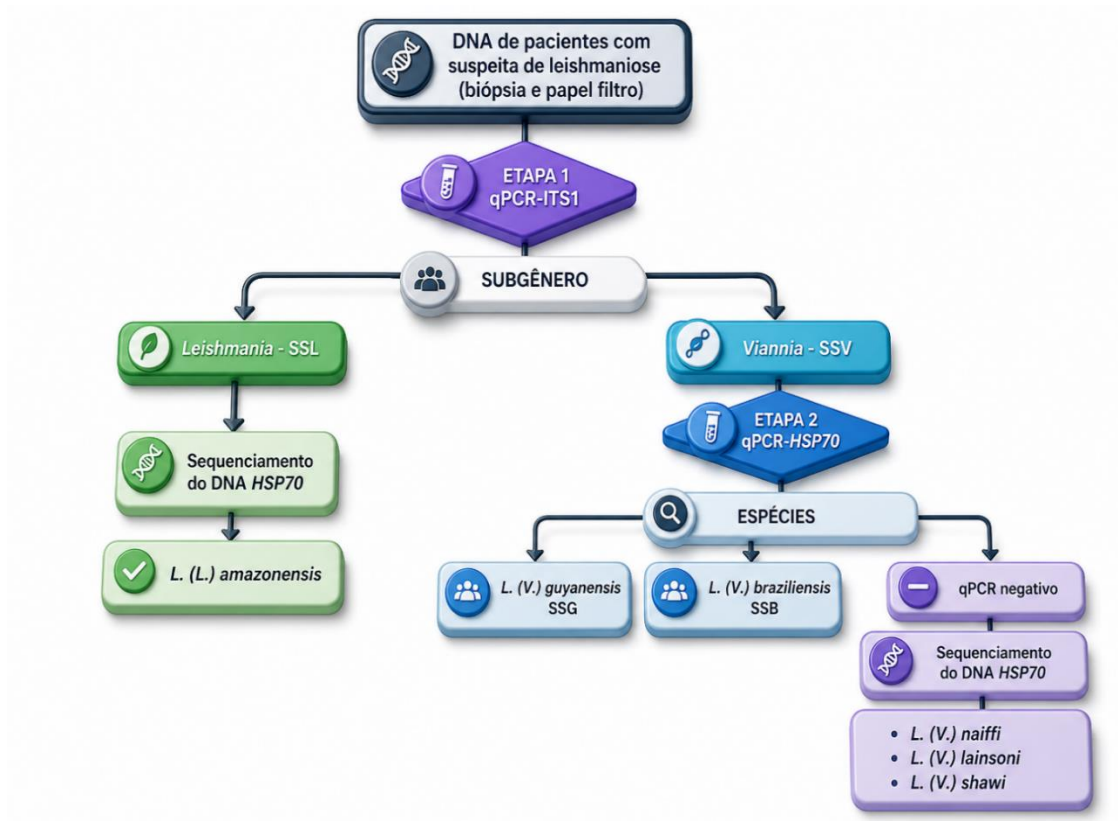 DNA de pacientes com
suspeita de leishmaniose
(biópsia e papel filtro)
ETAPA 1
qPCR-ITS1
SUBGÊNERO
Leishmania - SSL
Viannia - SSV
Sequenciamento
do DNA HSP70
L. (L.) amazonensis
ETAPA 2
qPCR-HSP70
ESPÉCIES
L. (V.) guyanensis
SSG
L. (V.) braziliensis
SSB
qPCR negativo
Sequenciamento
do DNA HSP70
• L. (V.) naiffi
• L. (V.) lainsoni
• L. (V.) shawi